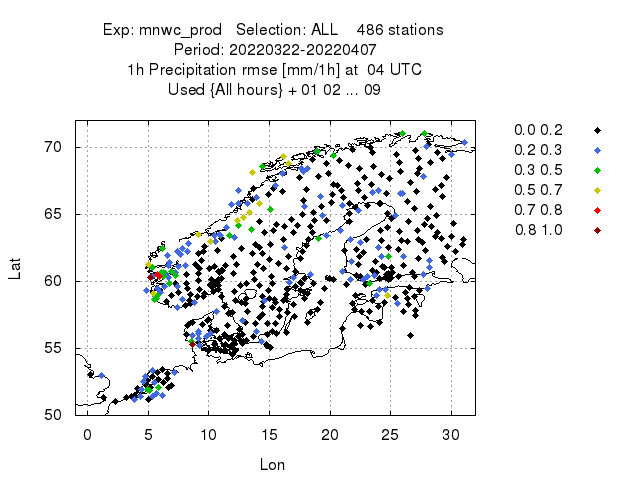 Exp: mnwc_prod Selection: ALL 486 stations
Period: 20220322-20220407
1h Precipitation rmse [mm/1h] at 04 UTC
Used {All hours} + 01 02 ... 09
0.0 0.2
0.2 0.3
0.3 0.5
0.5 0.7
0.7 0.8
0.8 1.0
70
65
60
55
50
Lat
0 5 10 15 20 25 30
Lon